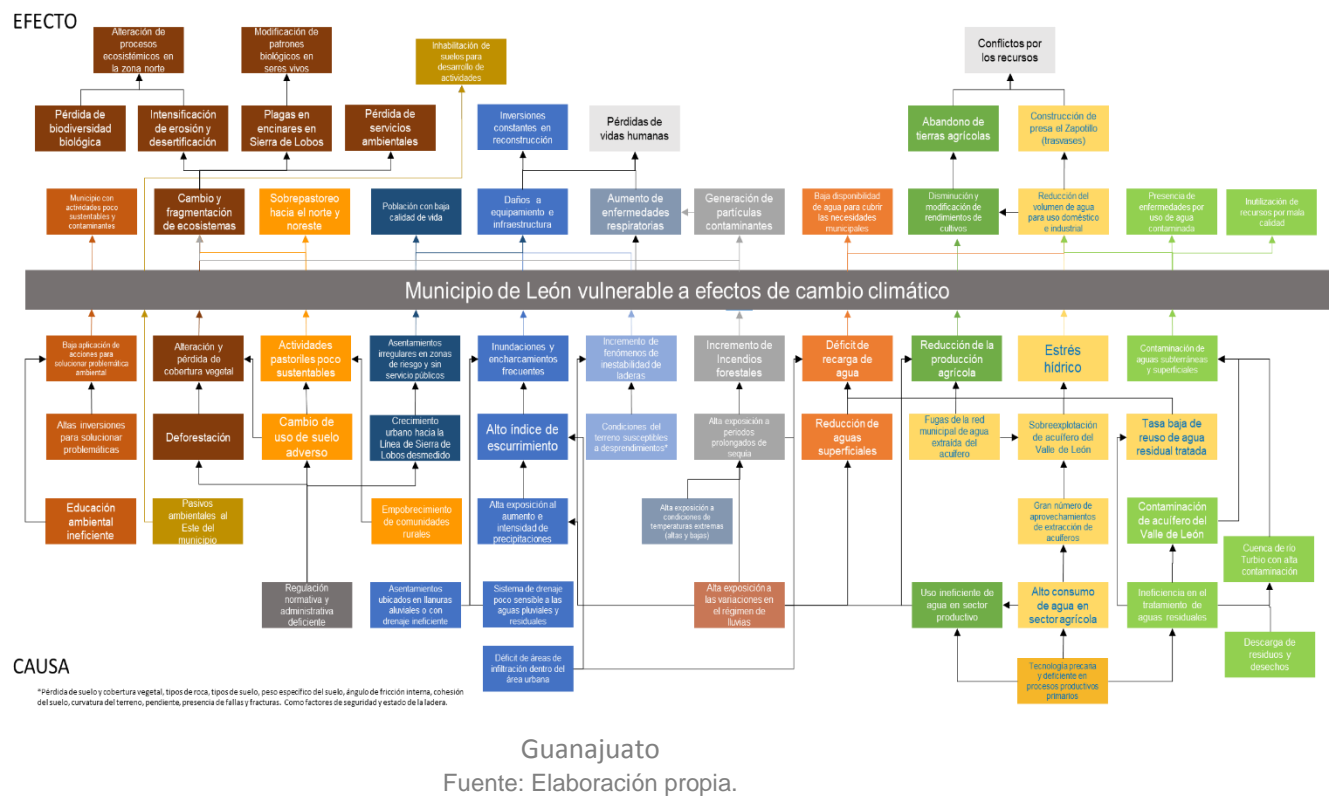 EFECTO
Alteración de
procesos
ecosistémicos en
la zona norte
Modificación de
patrones
biológicos en
seres vivos
Inhabilitación de
suelos para
desarrollo de
actividades
Conflictos por
los recursos
Pérdida de
biodiversidad
biológica
Intensificación
de erosión y
desertificación
Plagas en
encinares en
Sierra de Lobos
Pérdida de
servicios
ambientales
Inversiones
constantes en
reconstrucción
Pérdidas de
vidas humanas
Abandono de
tierras agrícolas
Construcción de
presa el Zapotillo
(trasvases)
Municipio con
actividades poco
sustentables y
contaminantes
Cambio y
fragmentación
de ecosistemas
Sobrepastoreo
hacia el norte y
noreste
Población con baja
calidad de vida
Daños a
equipamiento e
infraestructura
Aumento de
enfermedades
respiratorias
Generación de
partículas
contaminantes
Baja disponibilidad
de agua para cubrir
las necesidades
municipales
Disminución y
modificación de
rendimientos de
cultivos
Reducción del
volumen de agua
para uso doméstico
e industrial
Presencia de
enfermedades por
uso de agua
contaminada
Inutilización de
recursos por mala
calidad
Municipio de León vulnerable a efectos de cambio climático
Baja aplicación de
acciones para
solucionar problemática
ambiental
Alteración y
pérdida de
cobertura vegetal
Actividades
pastoriles poco
sustentables
Asentamientos
irregulares en zonas
de riesgo y sin
servicio públicos
Inundaciones y
encharcamientos
frecuentes
Incremento de
fenómenos de
inestabilidad de
laderas
Incremento de
Incendios
forestales
Déficit de
recarga de
agua
Reducción de la
producción
agrícola
Estrés
hídrico
Contaminación de
aguas subterráneas
y superficiales
Altas inversiones
para solucionar
problemáticas
Deforestación
Cambio de
uso de suelo
adverso
Crecimiento
urbano hacia la
Línea de Sierra de
Lobos desmedido
Alto índice de
escurrimiento
Condiciones del
terreno susceptibles
a desprendimientos*
Alta exposición a
periodos
prolongados de
sequía
Reducción de
aguas
superficiales
Fugas de la red
municipal de agua
extraída del
acuífero
Sobreexplotación
de acuífero del
Valle de León
Tasa baja de
reuso de agua
residual tratada
Educación
ambiental
ineficiente
Pasivos
ambientales al
Este del
municipio
Empobrecimiento
de comunidades
rurales
Alta exposición al
aumento e
intensidad de
precipitaciones
Alta exposición a
condiciones de
temperaturas extremas
(altas y bajas)
Gran número de
aprovechamientos
de extracción de
acuíferos
Contaminación
de acuífero del
Valle de León
Cuenca de río
Turbio con alta
contaminación
Regulación
normativa y
administrativa
deficiente
Asentamientos
ubicados en llanuras
aluviales o con
drenaje ineficiente
Sistema de drenaje
poco sensible a las
aguas pluviales y
residuales
Alta exposición a
las variaciones en
el régimen de
lluvias
Uso ineficiente de
agua en sector
productivo
Alto consumo
de agua en
sector agrícola
Ineficiencia en el
tratamiento de
aguas residuales
Descarga de
residuos y
desechos
Déficit de áreas de
infiltración dentro del
área urbana
Tecnología precaria
y deficiente en
procesos productivos
primarios
CAUSA
*Pérdida de suelo y cobertura vegetal, tipos de roca, tipos de suelo, peso específico del suelo, ángulo de fricción interna, cohesión
del suelo, curvatura del terreno, pendiente, presencia de fallas y fracturas. Como factores de seguridad y estado de la ladera.
Guanajuato
Fuente: Elaboración propia.